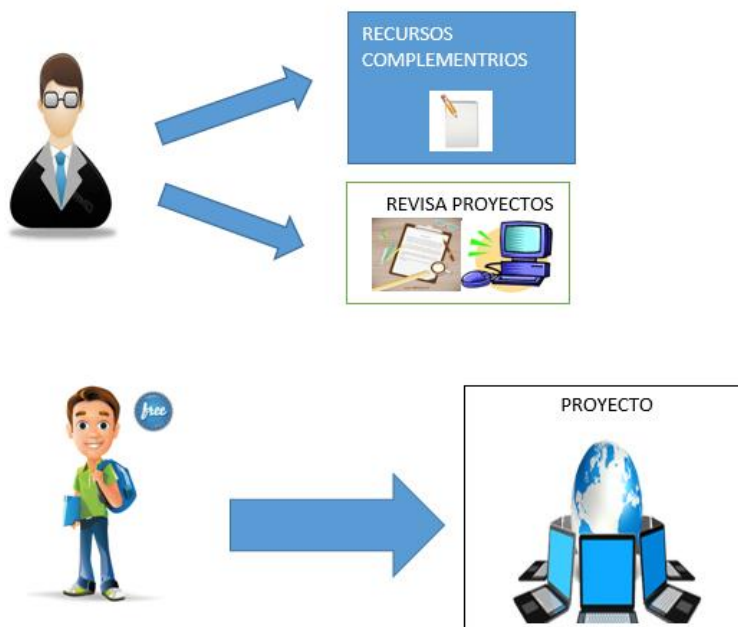 RECURSOS
COMPLEMENTRIOS
REVISA PROYECTOS
free
PROYECTO